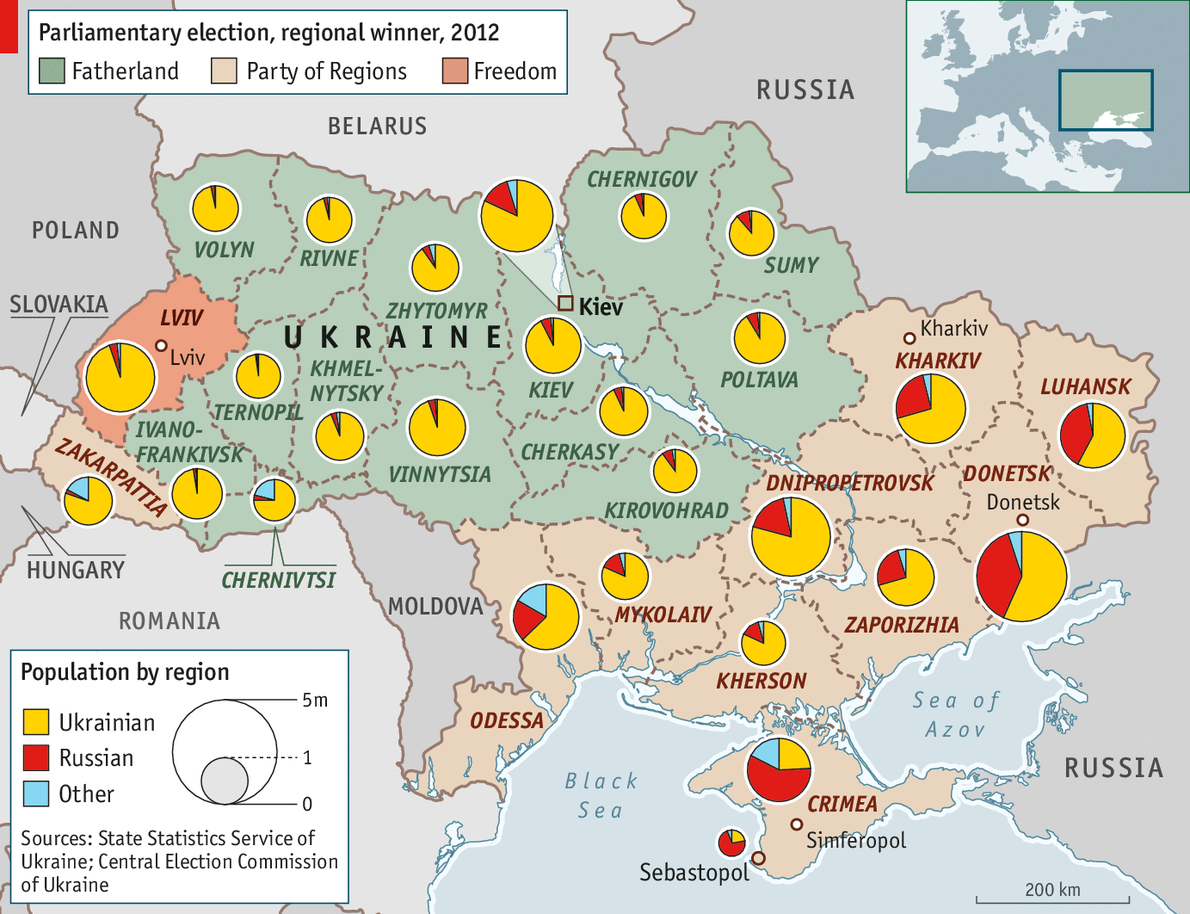 Parliamentary election, regional winner, 2012
Fatherland
Party of Regions
Freedom
RUSSIA
BELARUS
CHERNIGOV
POLAND
VOLYN
RIVNE
SUMY
SLOVAKIA
ZHYTOMYR
Kiev
LVIV
Lviv
UKRAINE
Kharkiv
KHARKIV
KHMEL-
NYTSKY
KIEV
POLTAVA
LUHANSK
TERNOPIL
IVANO-
FRANKIVSK
CHERKASY
VINNYTSIA
ZAKARPATTIA
DNIPROPETROVSK
DONETSK
Donetsk
KIROVOHRAD
HUNGARY
CHERNIVTSI
MOLDOVA
ROMANIA
MYKOLAIV
ZAPORIZHIA
KHERSON
ODESSA
Sea of
Azov
RUSSIA
Black
Sea
CRIMEA
Simferopol
Sebastopol
200 km
Population by region
Ukrainian
Russian
Other
5m
1
0
Sources: State Statistics Service of
Ukraine; Central Election Commission
of Ukraine